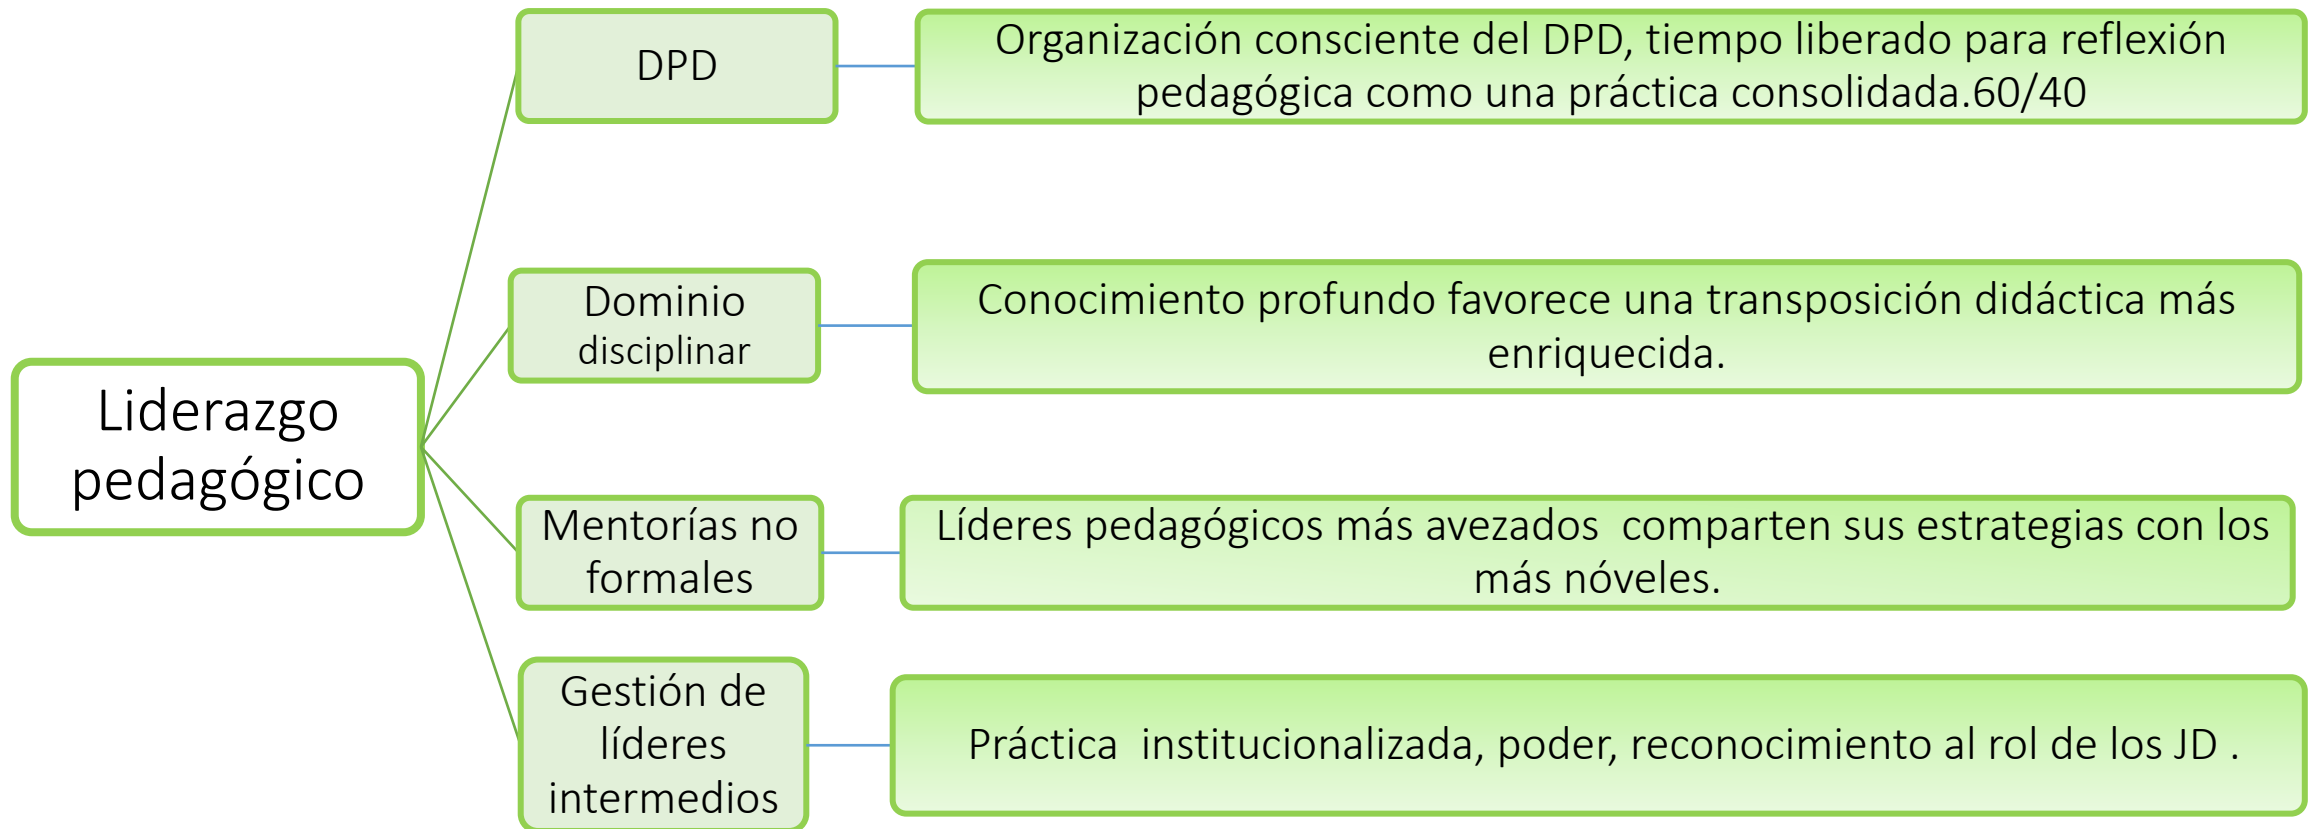 DPD
Organización consciente del DPD, tiempo liberado para reflexión
pedagógica como una práctica consolidada.60/40
Dominio
disciplinar
Conocimiento profundo favorece una transposición didáctica más
enriquecida.
Liderazgo
pedagógico
Mentorías no
formales
Líderes pedagógicos más avezados  comparten sus estrategias con los
más nóveles.
Gestión de
líderes
intermedios
Práctica  institucionalizada, poder, reconocimiento al rol de los JD .